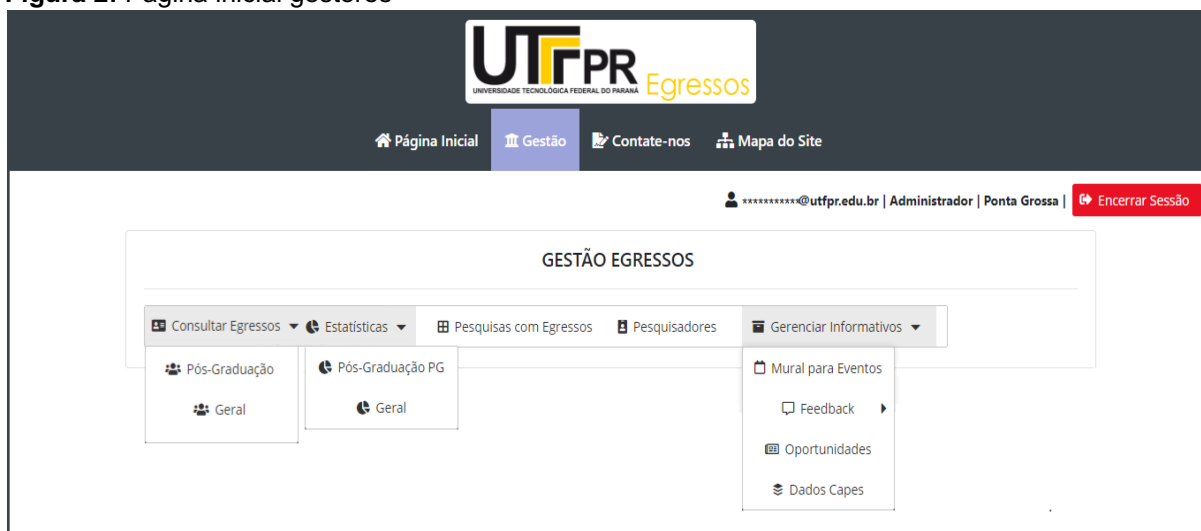 Figura 2: Página inicial gestores
UTFPR Egressos
UNIVERSIDADE TECNOLÓGICA FEDERAL DO PARANÁ
Página Inicial Gestão Contate-nos Mapa do Site
**********@utfpr.edu.br | Administrador | Ponta Grossa | Encerrar Sessão
GESTÃO EGRESSOS
Consultar Egressos Estatísticas Pesquisas com Egressos Pesquisadores Gerenciar Informativos
Pós-Graduação Pós-Graduação PG Mural para Eventos
Geral Geral Feedback
Oportunidades
Dados Capes